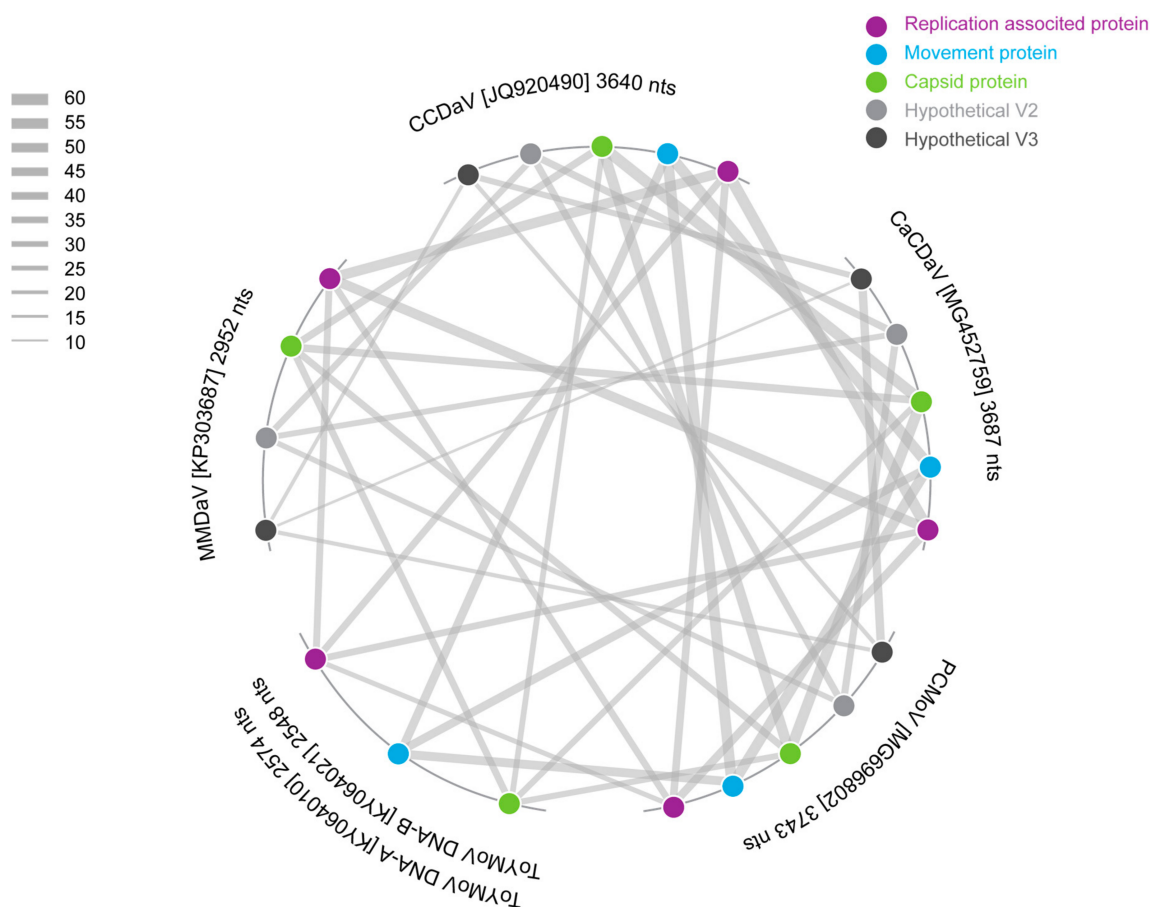 Replication associted protein
Movement protein
Capsid protein
Hypothetical V2
Hypothetical V3
60
55
50
45
40
35
30
25
20
15
10
CCDaV [JQ920490] 3640 nts
CaCDaV [MG452759] 3687 nts
PCMoV [MG696802] 3743 nts
ToYMoV DNA-B [KY064021] 2548 nts
ToYMoV DNA-A [KY064010] 2574 nts
MMDaV [KP303687] 2952 nts